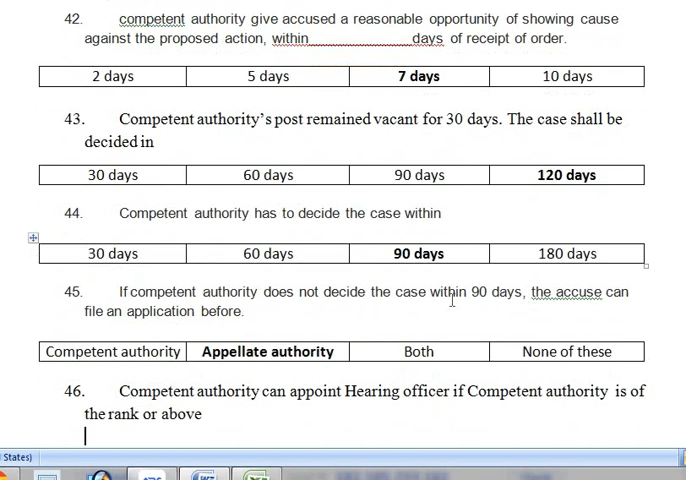 42. competent authority give accused a reasonable opportunity of showing cause
against the proposed action, within____________days of receipt of order.
2 days 5 days 7 days 10 days
43. Competent authority's post remained vacant for 30 days. The case shall be
decided in
30 days 60 days 90 days 120 days
44. Competent authority has to decide the case within
30 days 60 days 90 days 180 days
45. If competent authority does not decide the case within 90 days, the accuse can
file an application before.
Competent authority Appellate authority Both None of these
46. Competent authority can appoint Hearing officer if Competent authority is of
the rank or above
States)